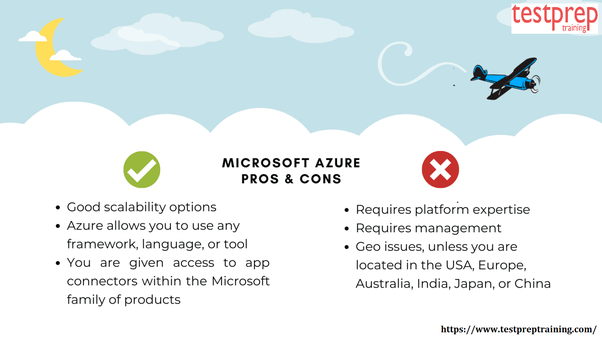 testprep
training
MICROSOFT AZURE
PROS & CONS
• Good scalability options
• Azure allows you to use any
framework, language, or tool
• You are given access to app
connectors within the Microsoft
family of products
• Requires platform expertise
• Requires management
• Geo issues, unless you are
located in the USA, Europe,
Australia, India, Japan, or China
https://www.testpreptraining.com/